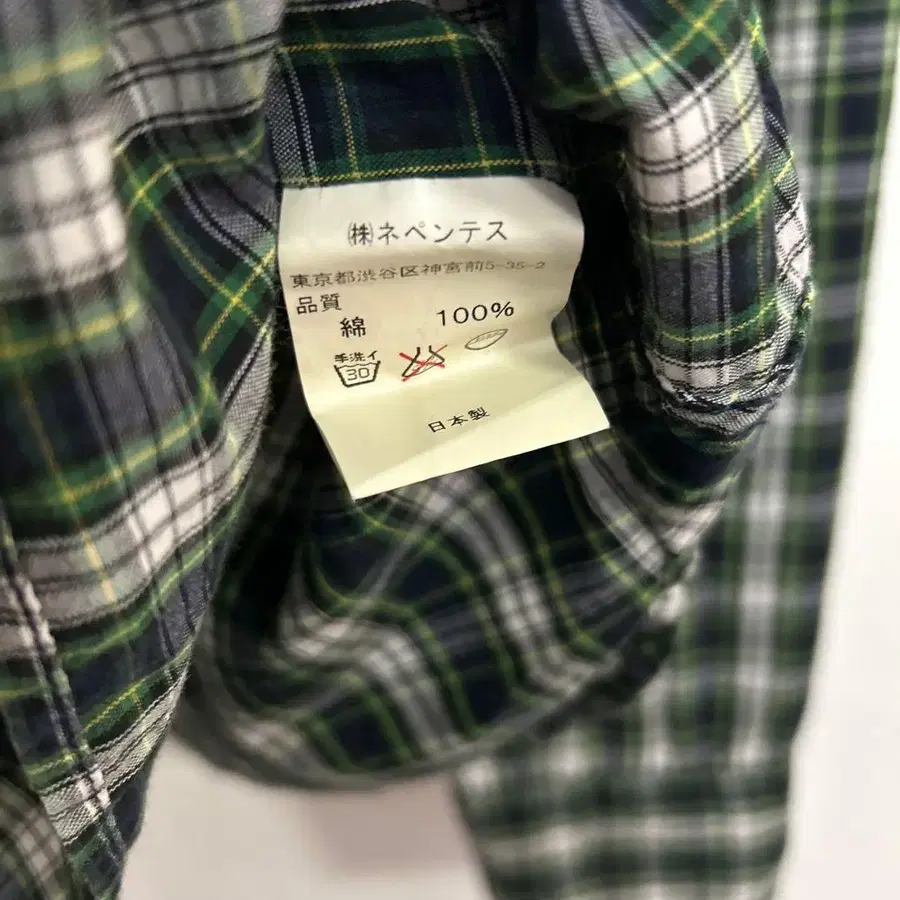 ㈱ネペンテス
東京都渋谷区神宮前5-35-2
品質
綿 100%
手洗イ
30
日本製